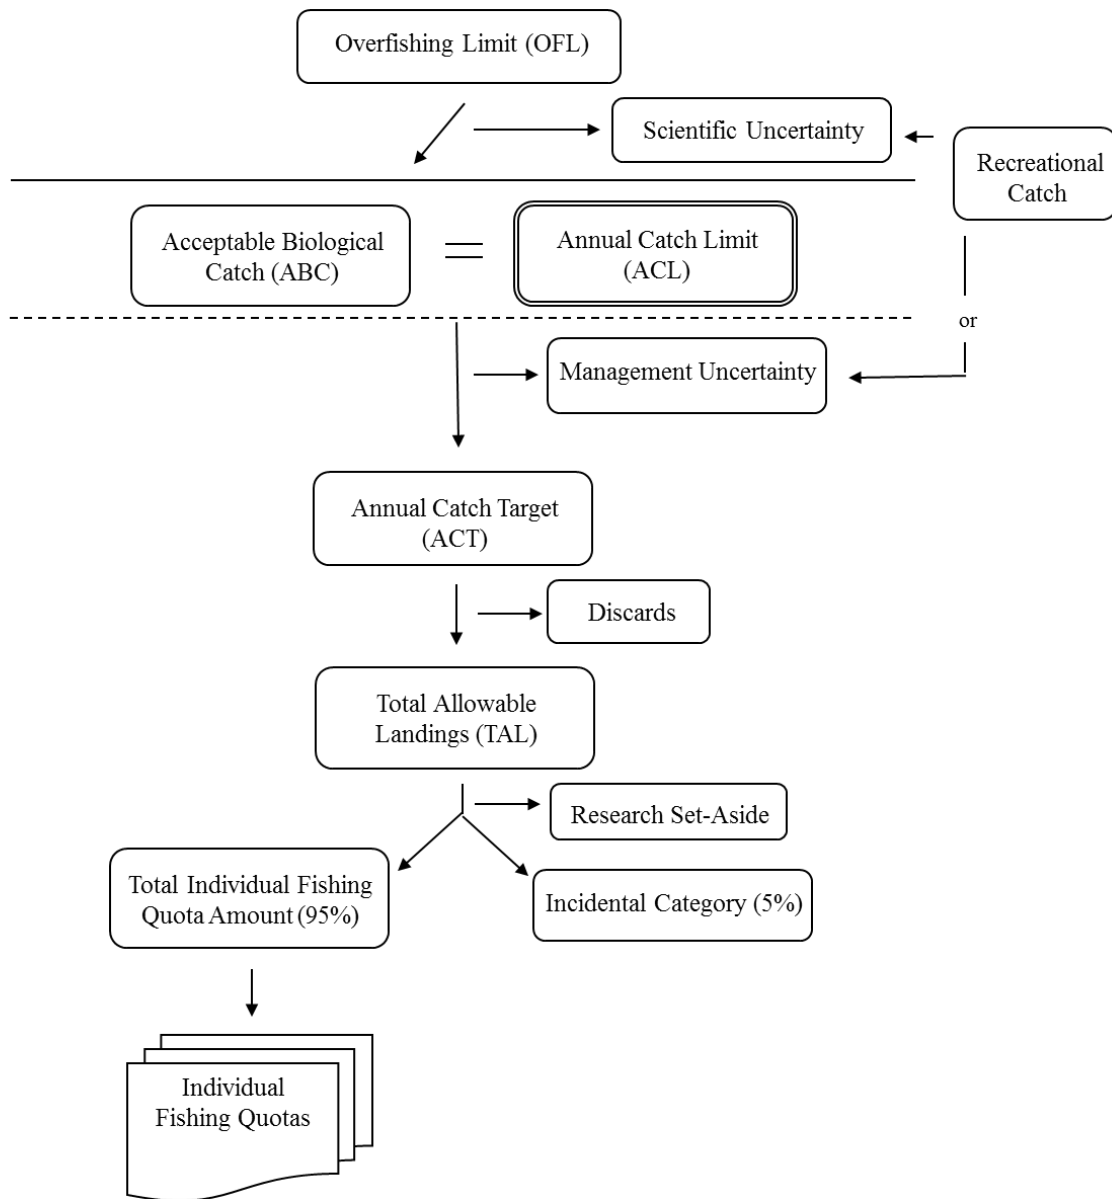 Overfishing Limit (OFL)
Scientific Uncertainty
Recreational
Catch
Acceptable Biological
Catch (ABC)
Annual Catch Limit
(ACL)
or
Management Uncertainty
Annual Catch Target
(ACT)
Discards
Total Allowable
Landings (TAL)
Research Set-Aside
Total Individual Fishing
Quota Amount (95%)
Incidental Category (5%)
Individual
Fishing Quotas